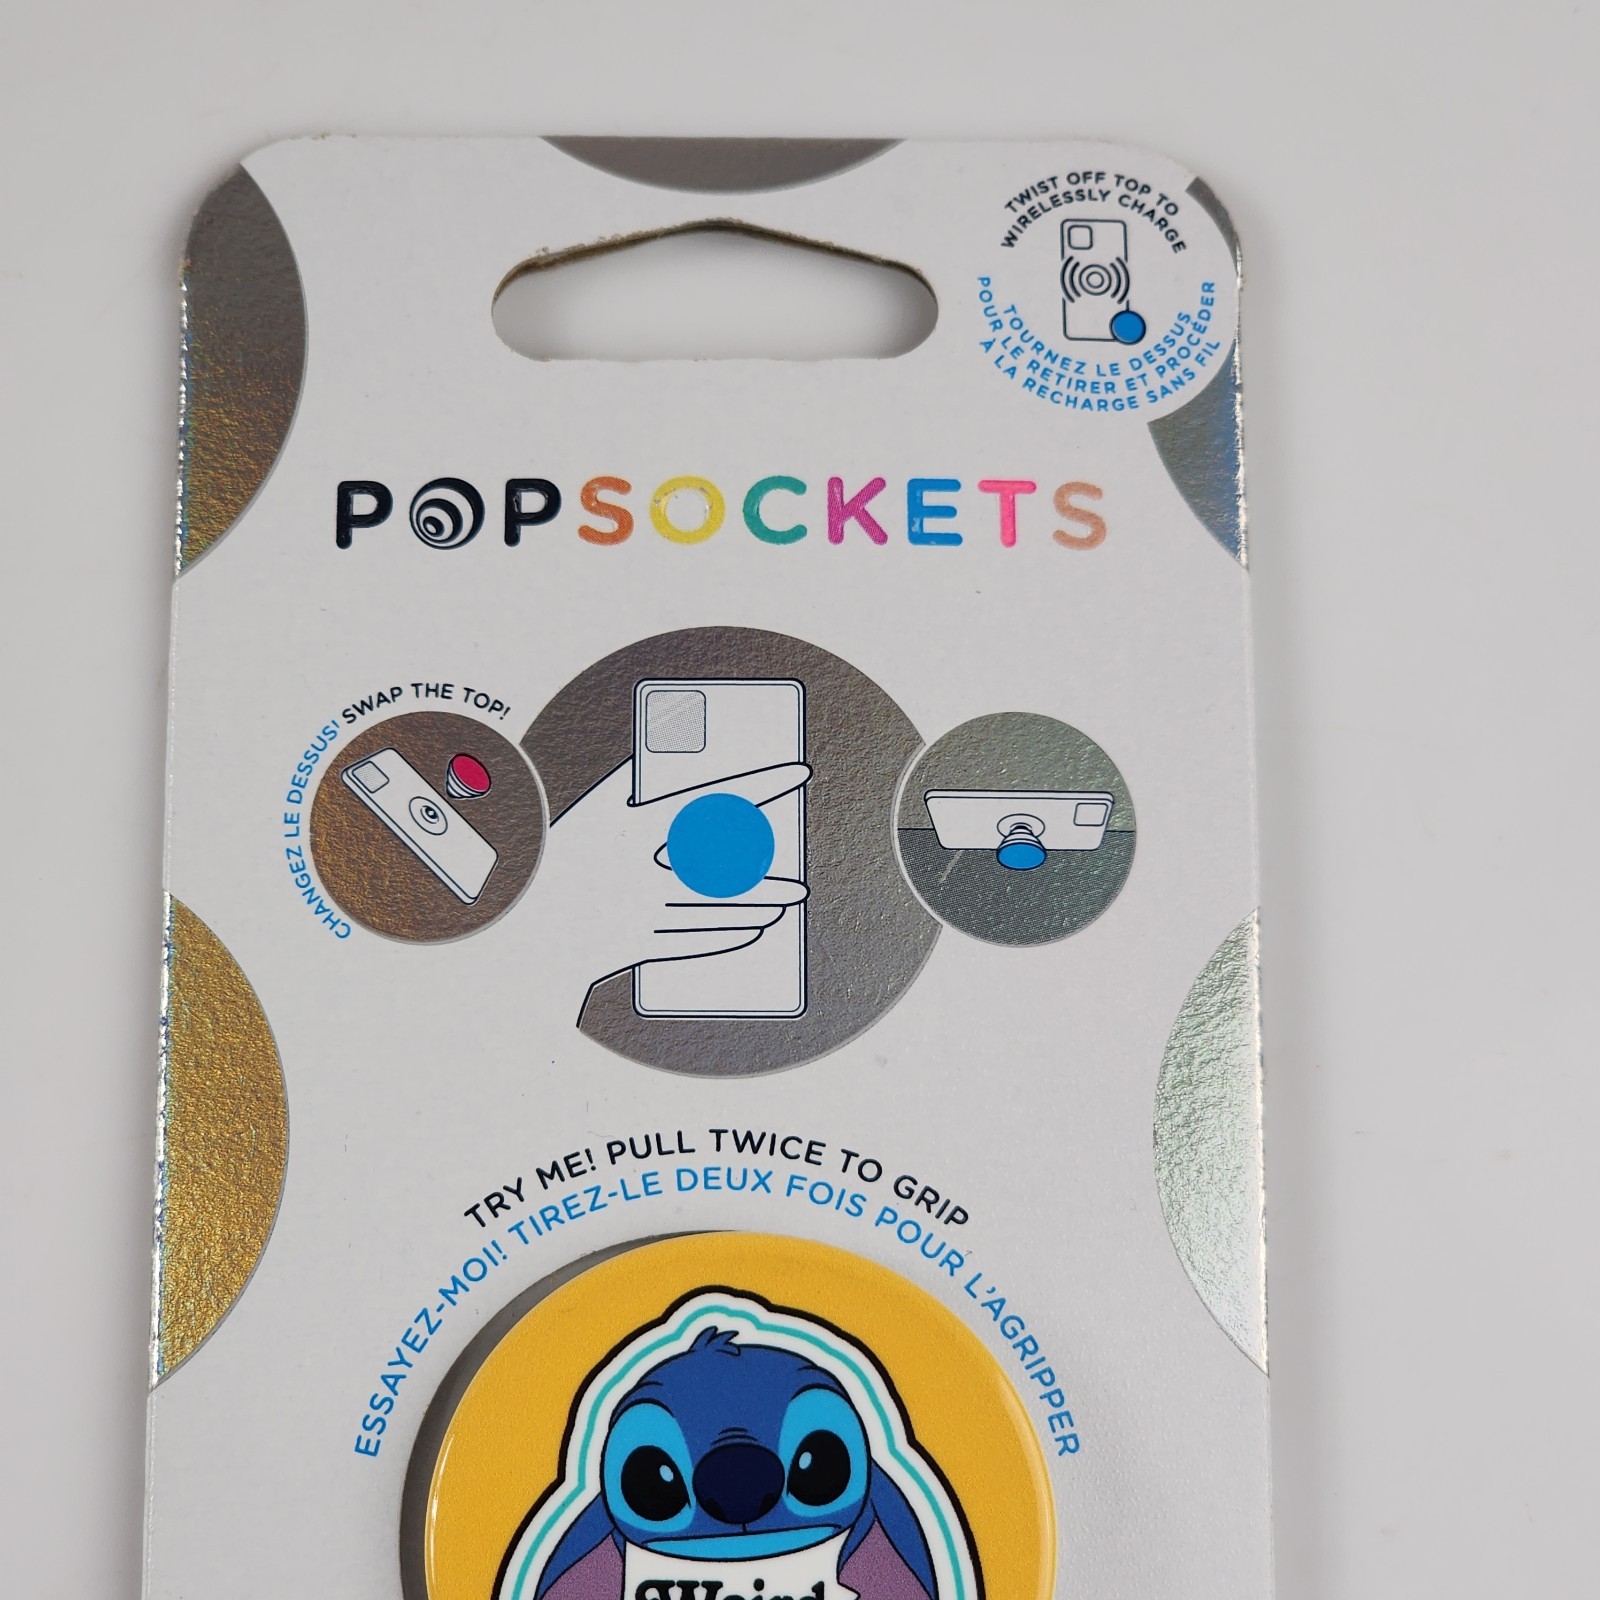 TWIST OFF TOP TO
WIRELESSLY CHARGE
TOURNEZ LE DESSUS
POUR LE RETIRER ET PROCÉDER
À LA RECHARGE SANS FIL
POPSOCKETS
CHANGEZ LE DESSUS! SWAP THE TOP!
TRY ME! PULL TWICE TO GRIP
ESSAYEZ-MOI! TIREZ-LE DEUX FOIS POUR L'AGRIPPER
Weird